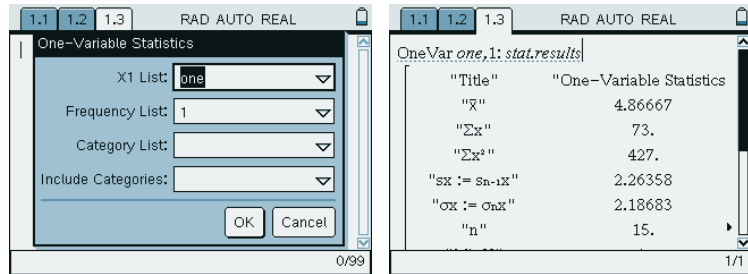 1.1 1.2 1.3 RAD AUTO REAL
One-Variable Statistics
X1 List: one
Frequency List: 1
Category List:
Include Categories:
OK Cancel
0/99
1.1 1.2 1.3 RAD AUTO REAL
OneVar one,1: stat.results
"Title" "One-Variable Statistics
"x̄" 4.86667
"Σx" 73.
"Σx²" 427.
"sx := sₙ₋₁x" 2.26358
"σx := σₙx" 2.18683
"n" 15.
1/1